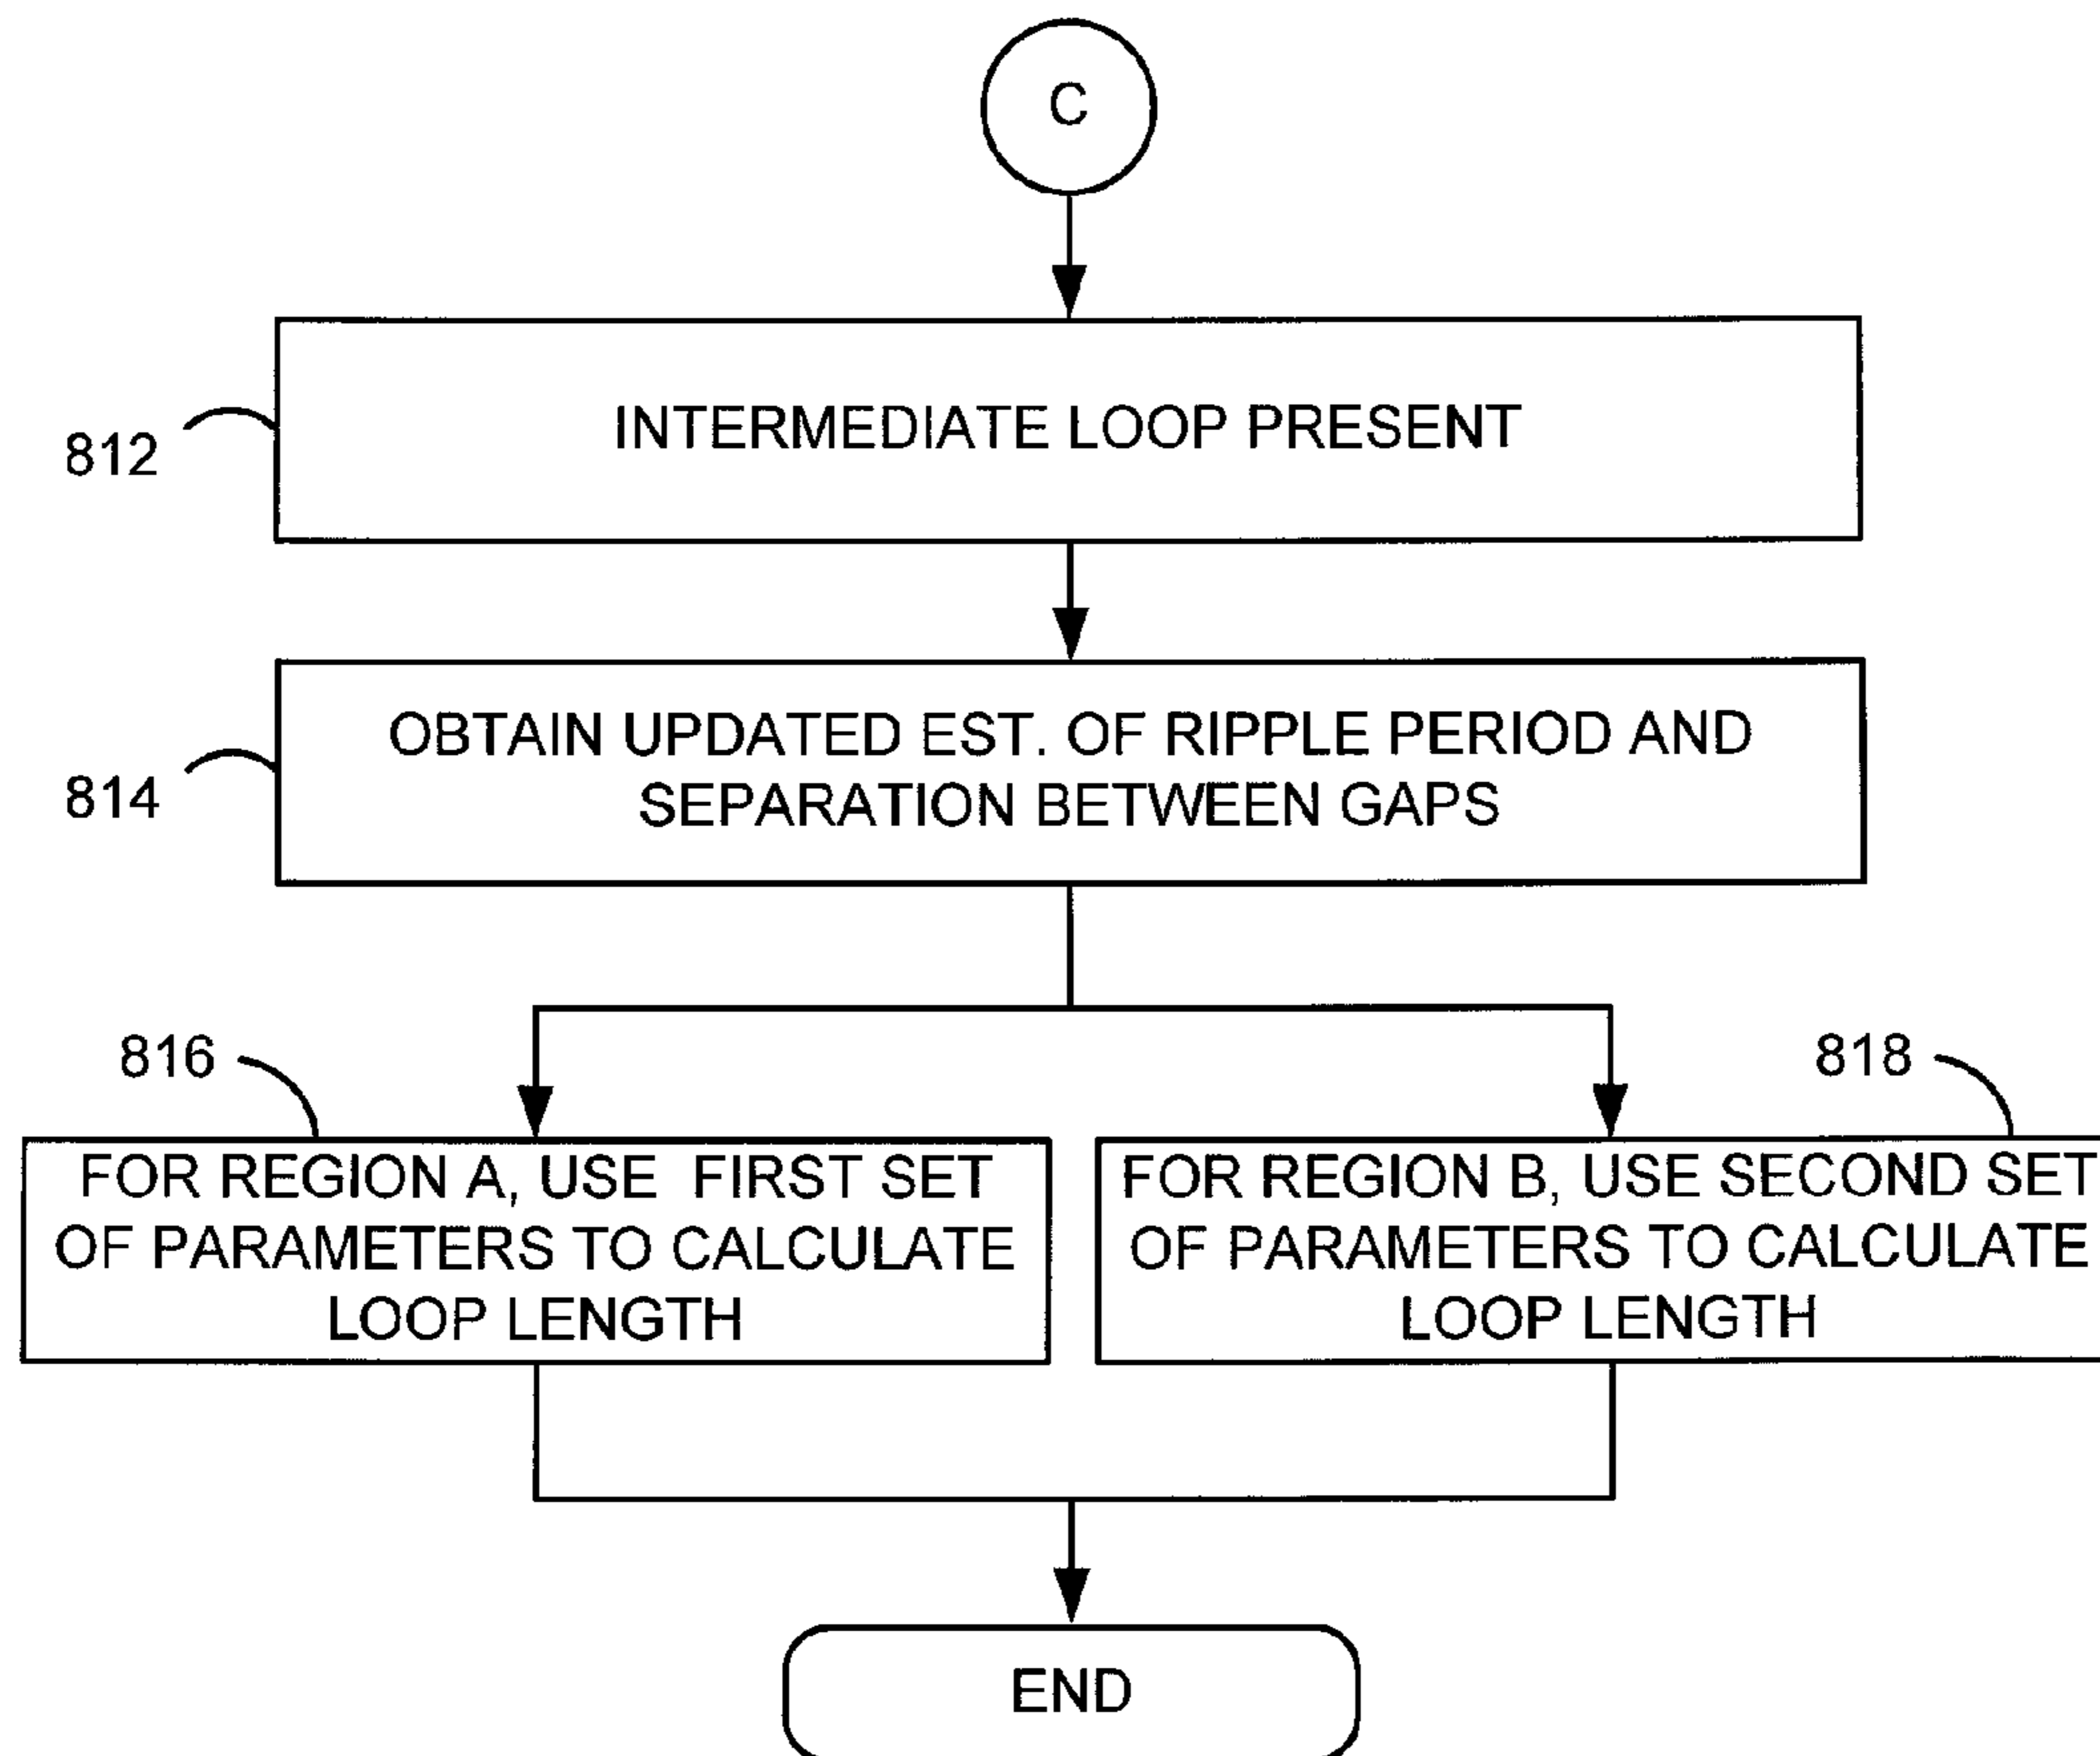 C
INTERMEDIATE LOOP PRESENT
812
OBTAIN UPDATED EST. OF RIPPLE PERIOD AND
SEPARATION BETWEEN GAPS
814
816
818
FOR REGION A, USE FIRST SET
OF PARAMETERS TO CALCULATE
LOOP LENGTH
FOR REGION B, USE SECOND SET
OF PARAMETERS TO CALCULATE
LOOP LENGTH
END